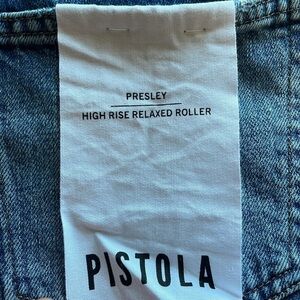 PRESLEY
HIGH RISE RELAXED ROLLER
PISTOLA